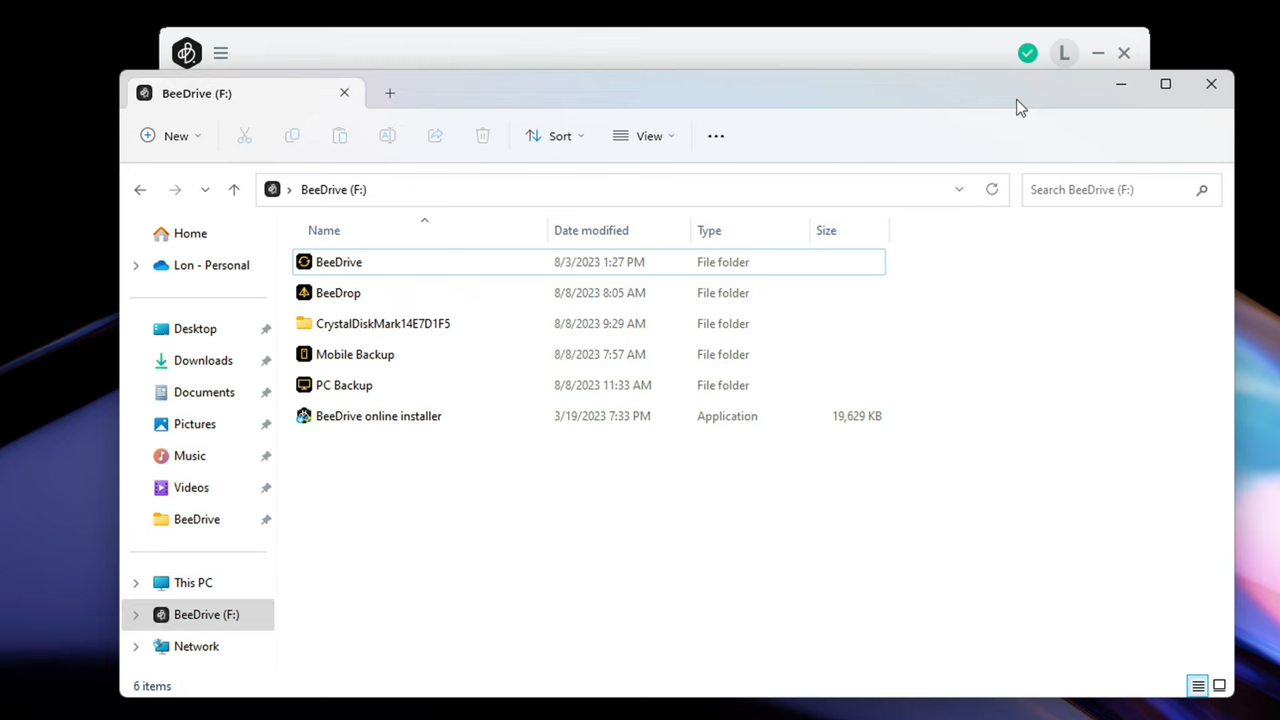 L
BeeDrive (F:)
New
Sort
View
BeeDrive (F:)
Search BeeDrive (F:)
Home
Lon - Personal
Desktop
Downloads
Documents
Pictures
Music
Videos
BeeDrive
This PC
BeeDrive (F:)
Network
Name Date modified Type Size
BeeDrive 8/3/2023 1:27 PM File folder
BeeDrop 8/8/2023 8:05 AM File folder
CrystalDiskMark14E7D1F5 8/8/2023 9:29 AM File folder
Mobile Backup 8/8/2023 7:57 AM File folder
PC Backup 8/8/2023 11:33 AM File folder
BeeDrive online installer 3/19/2023 7:33 PM Application 19,629 KB
6 items